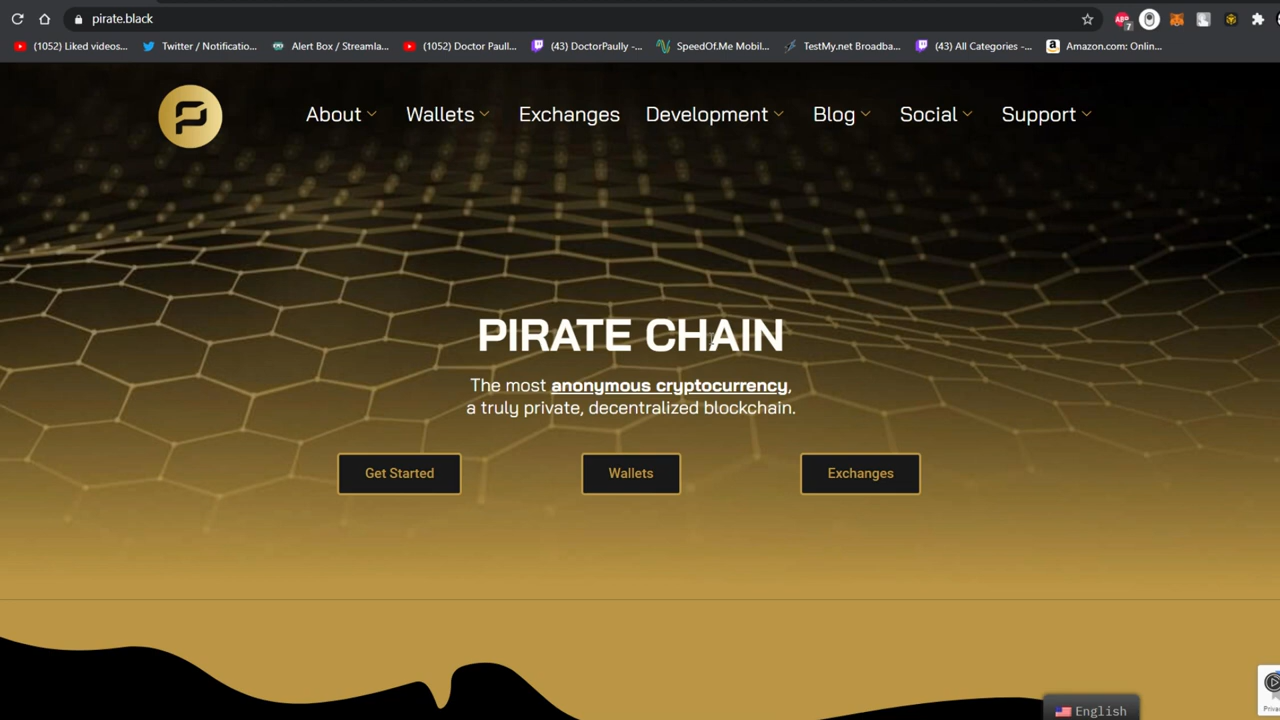 pirate.black
ABP
7
(1052) Liked videos...
Twitter / Notificatio...
Alert Box / Streamla...
(1052) Doctor Paull...
(43) DoctorPaully -...
SpeedOf.Me Mobil...
TestMy.net Broadba...
(43) All Categories -...
Amazon.com: Onlin...
About
Wallets
Exchanges
Development
Blog
Social
Support
PIRATE CHAIN
The most anonymous cryptocurrency,
a truly private, decentralized blockchain.
Get Started
Wallets
Exchanges
English